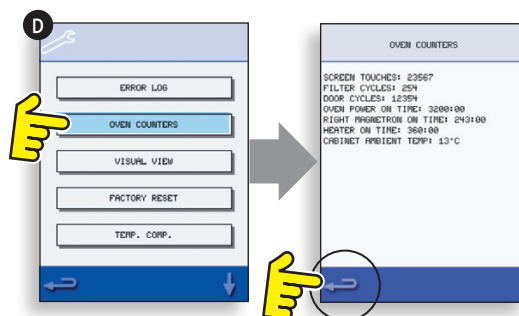 D
ERROR LOG
OVEN COUNTERS
VISUAL VIEW
FACTORY RESET
TEMP. COMP.
OVEN COUNTERS
SCREEN TOUCHES: 23567
FILTER CYCLES: 254
DOOR CYCLES: 12354
OVEN POWER ON TIME: 3200:00
RIGHT MAGNETRON ON TIME: 243:00
HEATER ON TIME: 360:00
CABINET AMBIENT TEMP: 13°C